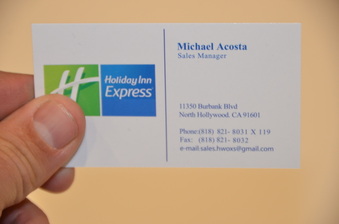 Holiday Inn
Express
Michael Acosta
Sales Manager
11350 Burbank Blvd
North Hollywood. CA 91601
Phone:(818) 821- 8031 X 119
Fax: (818) 821- 8032
e-mail:sales.hwoxs@gmail.com